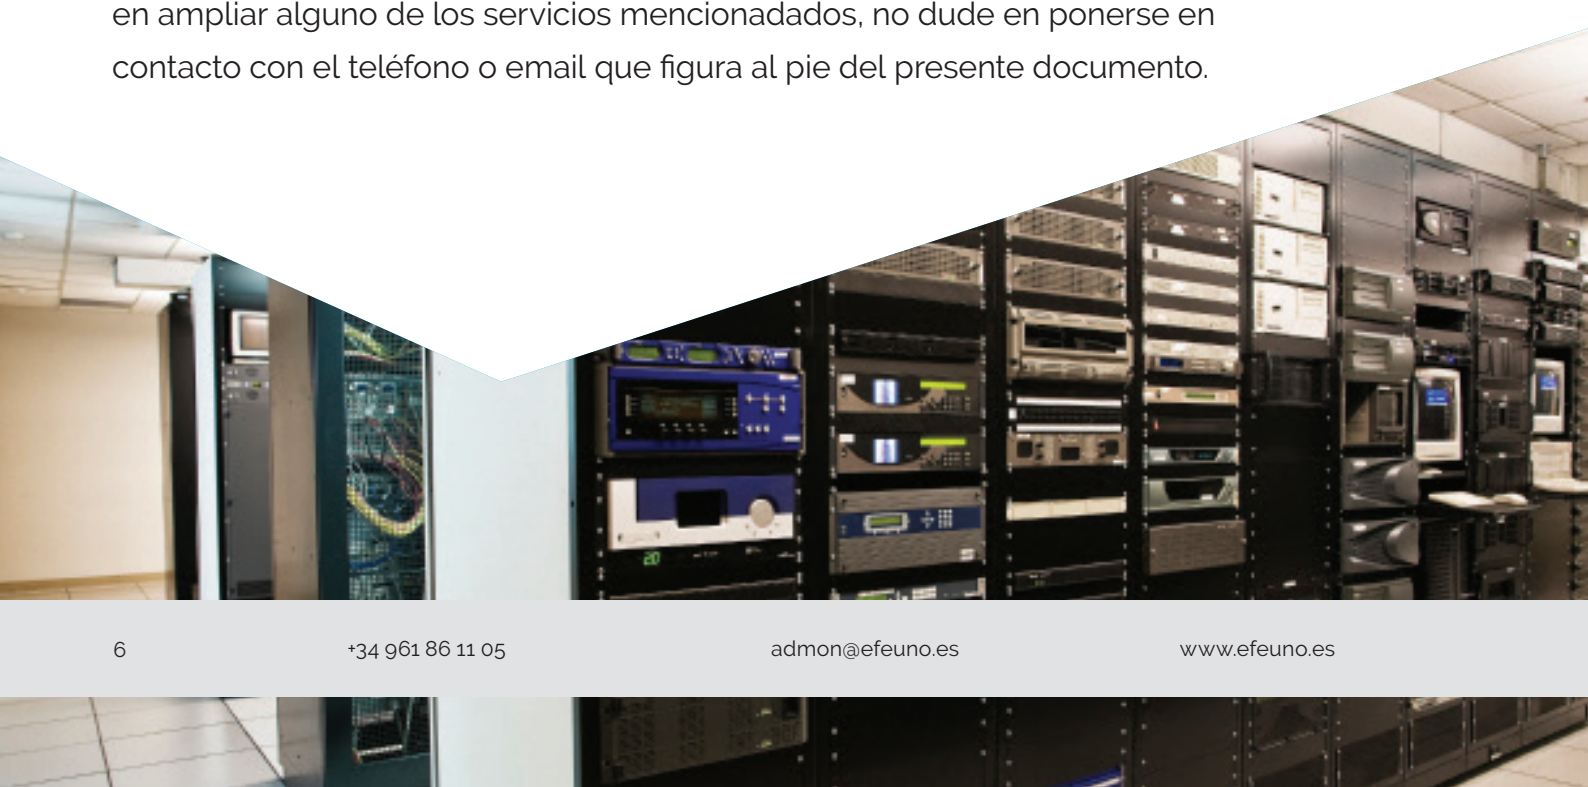 en ampliar alguno de los servicios mencionadados, no dude en ponerse en
contacto con el teléfono o email que figura al pie del presente documento.
20
6 +34 961 86 11 05 admon@efeuno.es www.efeuno.es